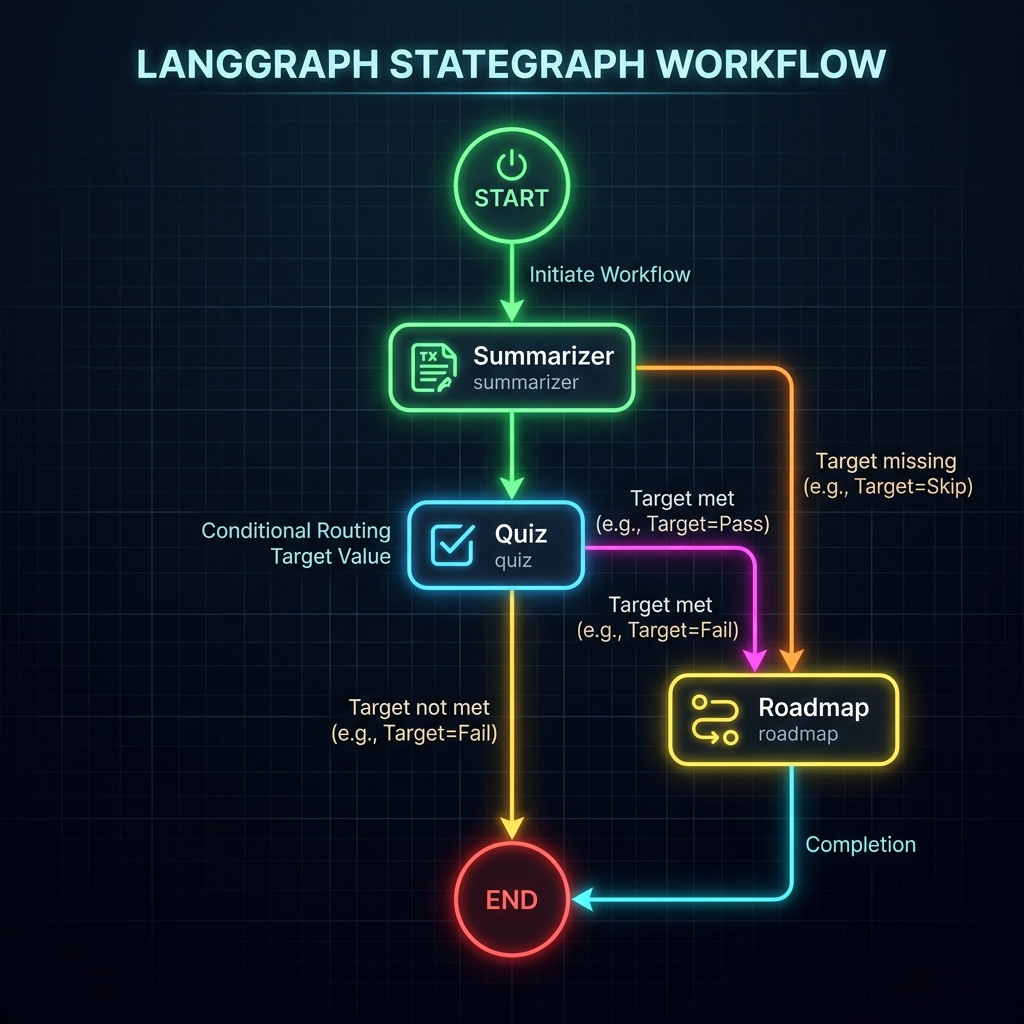 LANGGRAPH STATEGRAPH WORKFLOW
START
Initiate Workflow
TX
Summarizer
summarizer
Target missing
(e.g., Target=Skip)
Conditional Routing
Target Value
Quiz
quiz
Target met
(e.g., Target=Pass)
Target met
(e.g., Target=Fail)
Target not met
(e.g., Target=Fail)
Roadmap
roadmap
Completion
END